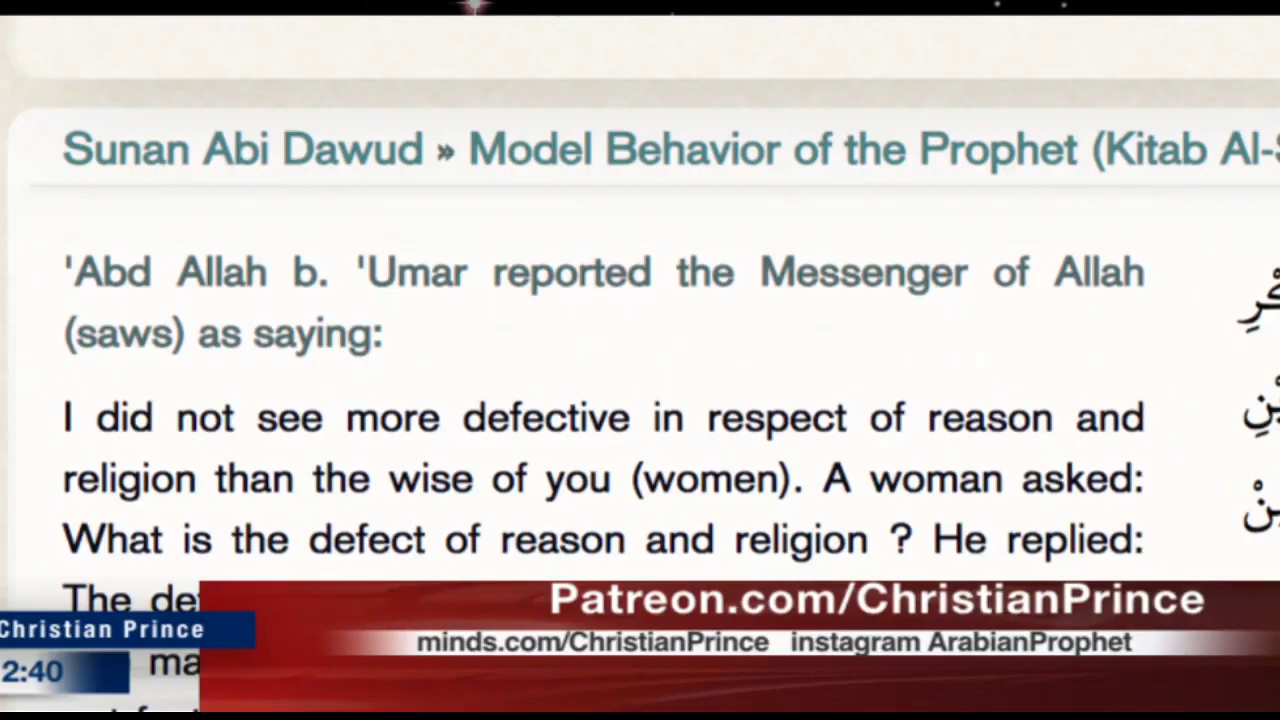 Sunan Abi Dawud » Model Behavior of the Prophet (Kitab Al-
'Abd Allah b. 'Umar reported the Messenger of Allah
(saws) as saying:
I did not see more defective in respect of reason and
religion than the wise of you (women). A woman asked:
What is the defect of reason and religion ? He replied:
The
Patreon.com/ChristianPrince
Christian Prince
minds.com/ChristianPrince instagram ArabianProphet
2:40